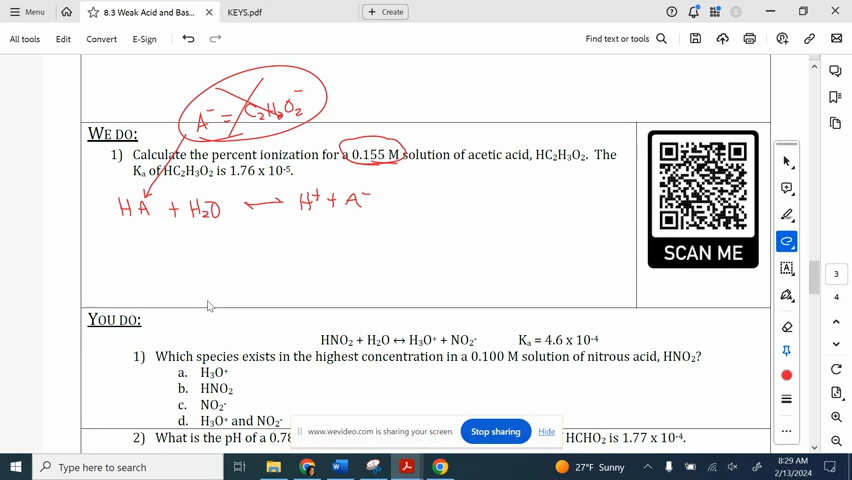 Menu
8.3 Weak Acid and Bas...
KEYS.pdf
+ Create
All tools
Edit
Convert
E-Sign
Find text or tools
A⁻ = C₂H₃O₂⁻
WE DO:
1) Calculate the percent ionization for a 0.155 M solution of acetic acid, HC₂H₃O₂. The
Kₐ of HC₂H₃O₂ is 1.76 x 10⁻⁵.
HA + H₂O ↔ H⁺ + A⁻
SCAN ME
3
4
YOU DO:
HNO₂ + H₂O ↔ H₃O⁺ + NO₂⁻ Kₐ = 4.6 x 10⁻⁴
1) Which species exists in the highest concentration in a 0.100 M solution of nitrous acid, HNO₂?
a. H₃O⁺
b. HNO₂
c. NO₂⁻
d. H₃O⁺ and NO₂⁻
www.wevideo.com is sharing your screen.
Stop sharing
Hide
2) What is the pH of a 0.78
HCHO₂ is 1.77 x 10⁻⁴.
Type here to search
27°F Sunny
8:29 AM
2/13/2024